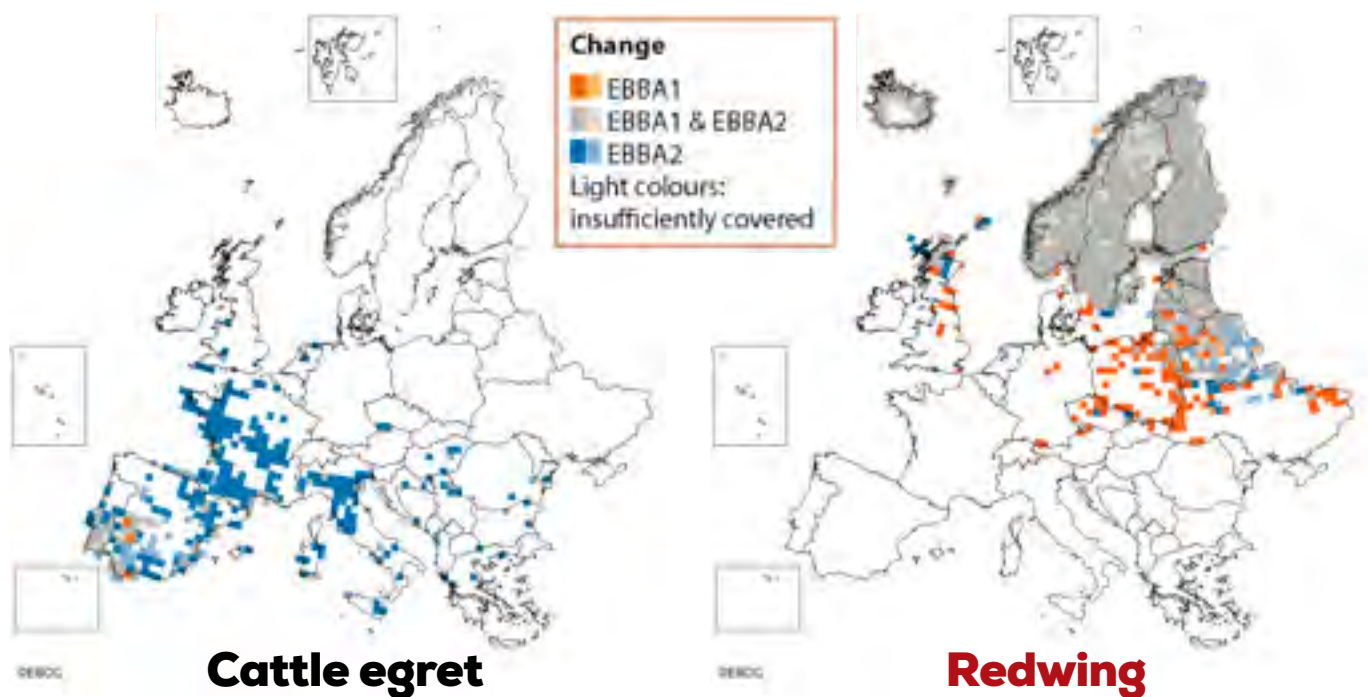 Change
EBBA1
EBBA1 & EBBA2
EBBA2
Light colours:
insufficiently covered
Cattle egret
Redwing